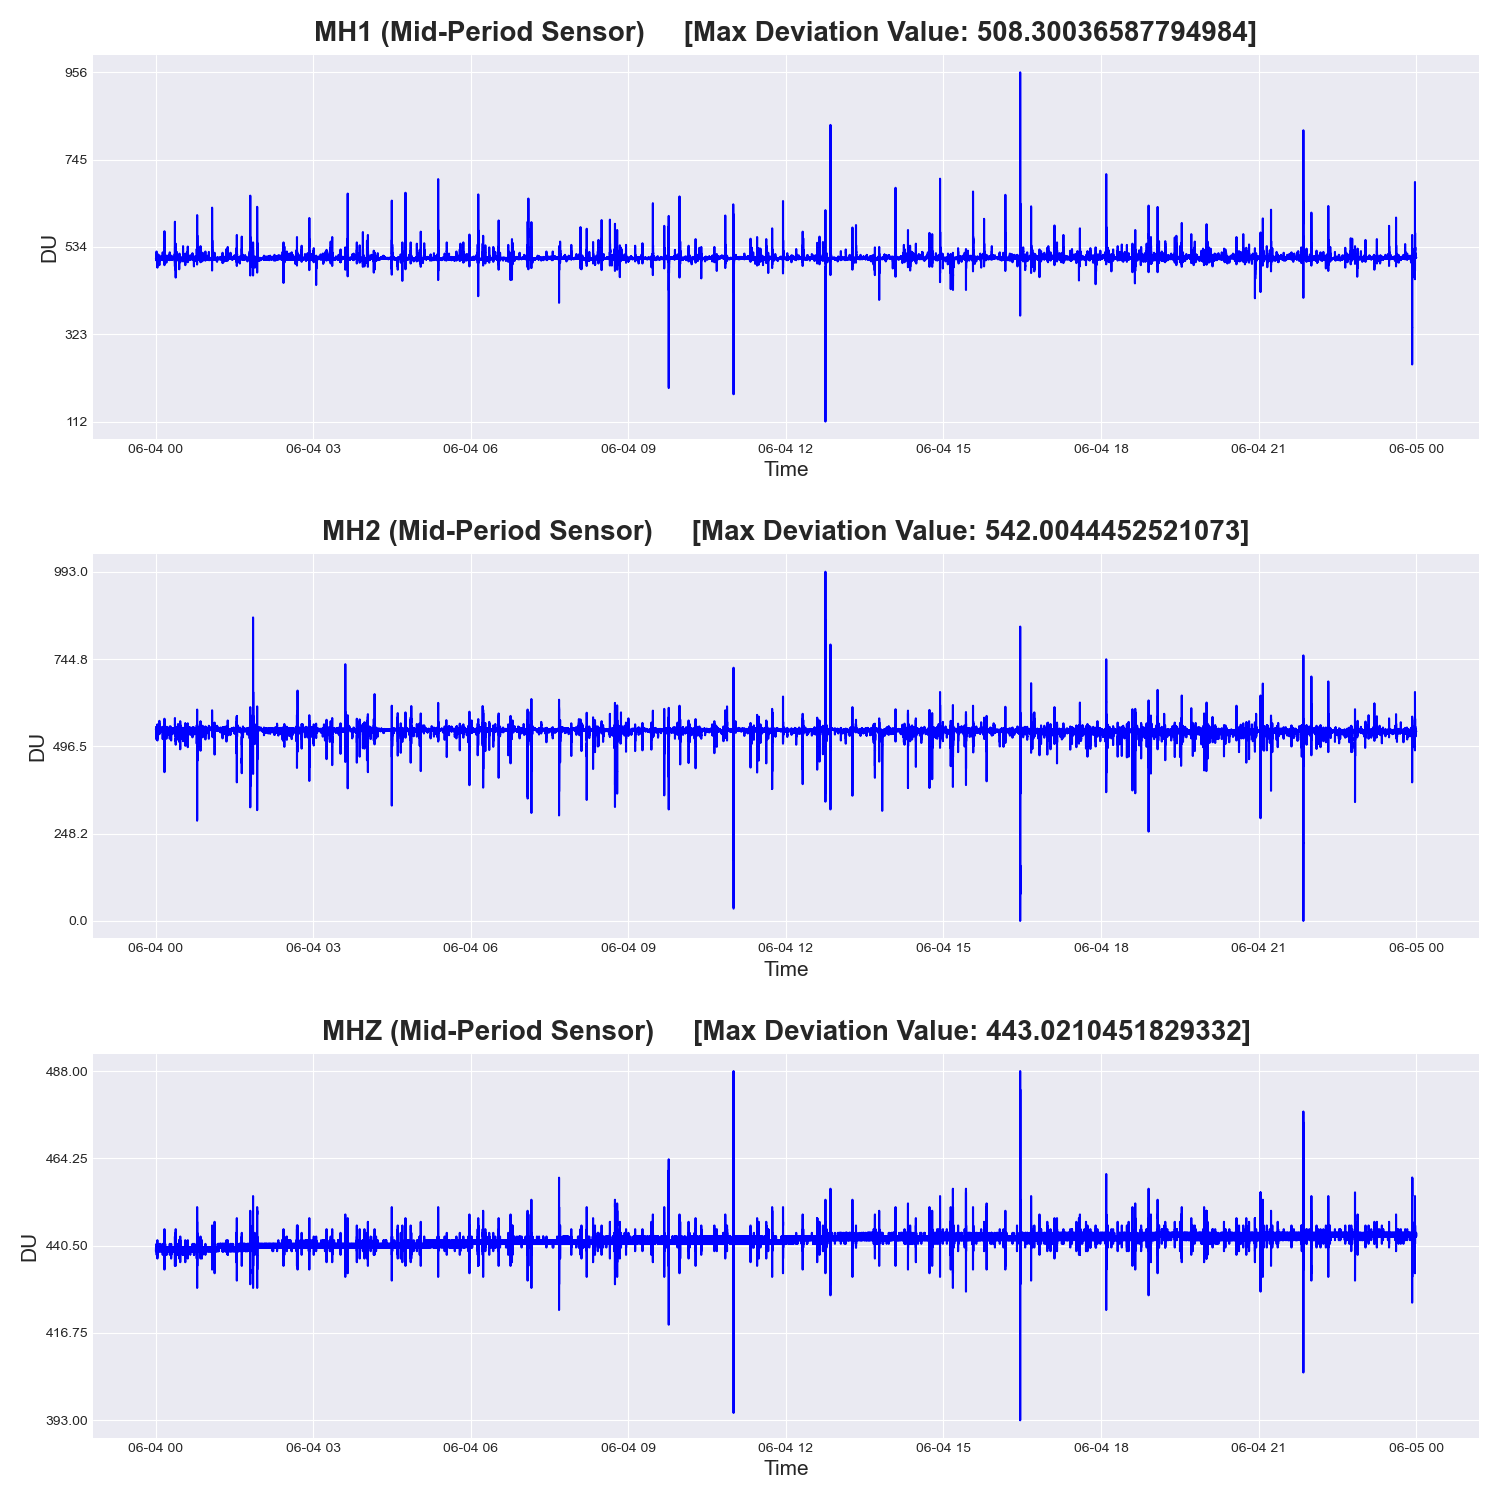 MH1 (Mid-Period Sensor) [Max Deviation Value: 508.30036587794984]
956
745
534
323
112
DU
06-04 00 06-04 03 06-04 06 06-04 09 06-04 12 06-04 15 06-04 18 06-04 21 06-05 00
Time
MH2 (Mid-Period Sensor) [Max Deviation Value: 542.0044452521073]
993.0
744.8
496.5
248.2
0.0
DU
06-04 00 06-04 03 06-04 06 06-04 09 06-04 12 06-04 15 06-04 18 06-04 21 06-05 00
Time
MHZ (Mid-Period Sensor) [Max Deviation Value: 443.0210451829332]
488.00
464.25
440.50
416.75
393.00
DU
06-04 00 06-04 03 06-04 06 06-04 09 06-04 12 06-04 15 06-04 18 06-04 21 06-05 00
Time